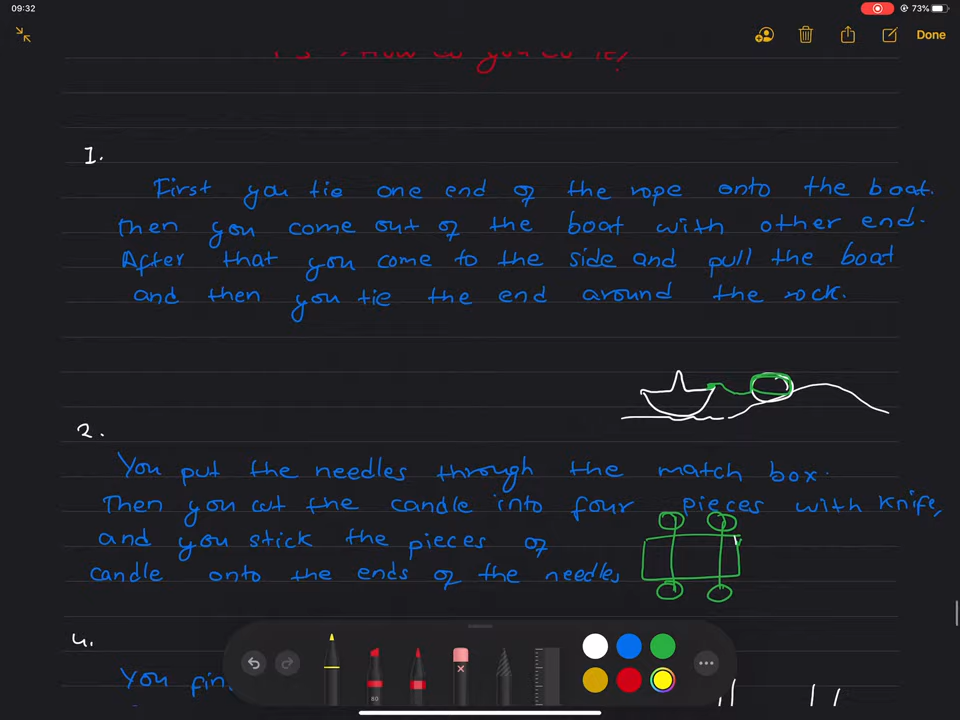 09:32
73%
Done
1.
First you tie one end of the rope onto the boat.
then you come out of the boat with other end.
After that you come to the side and pull the boat
and then you tie the end around the rock.
2.
You put the needles through the match box.
Then you cut the candle into four pieces with knife,
and you stick the pieces of
candle onto the ends of the needles
4.
You
80